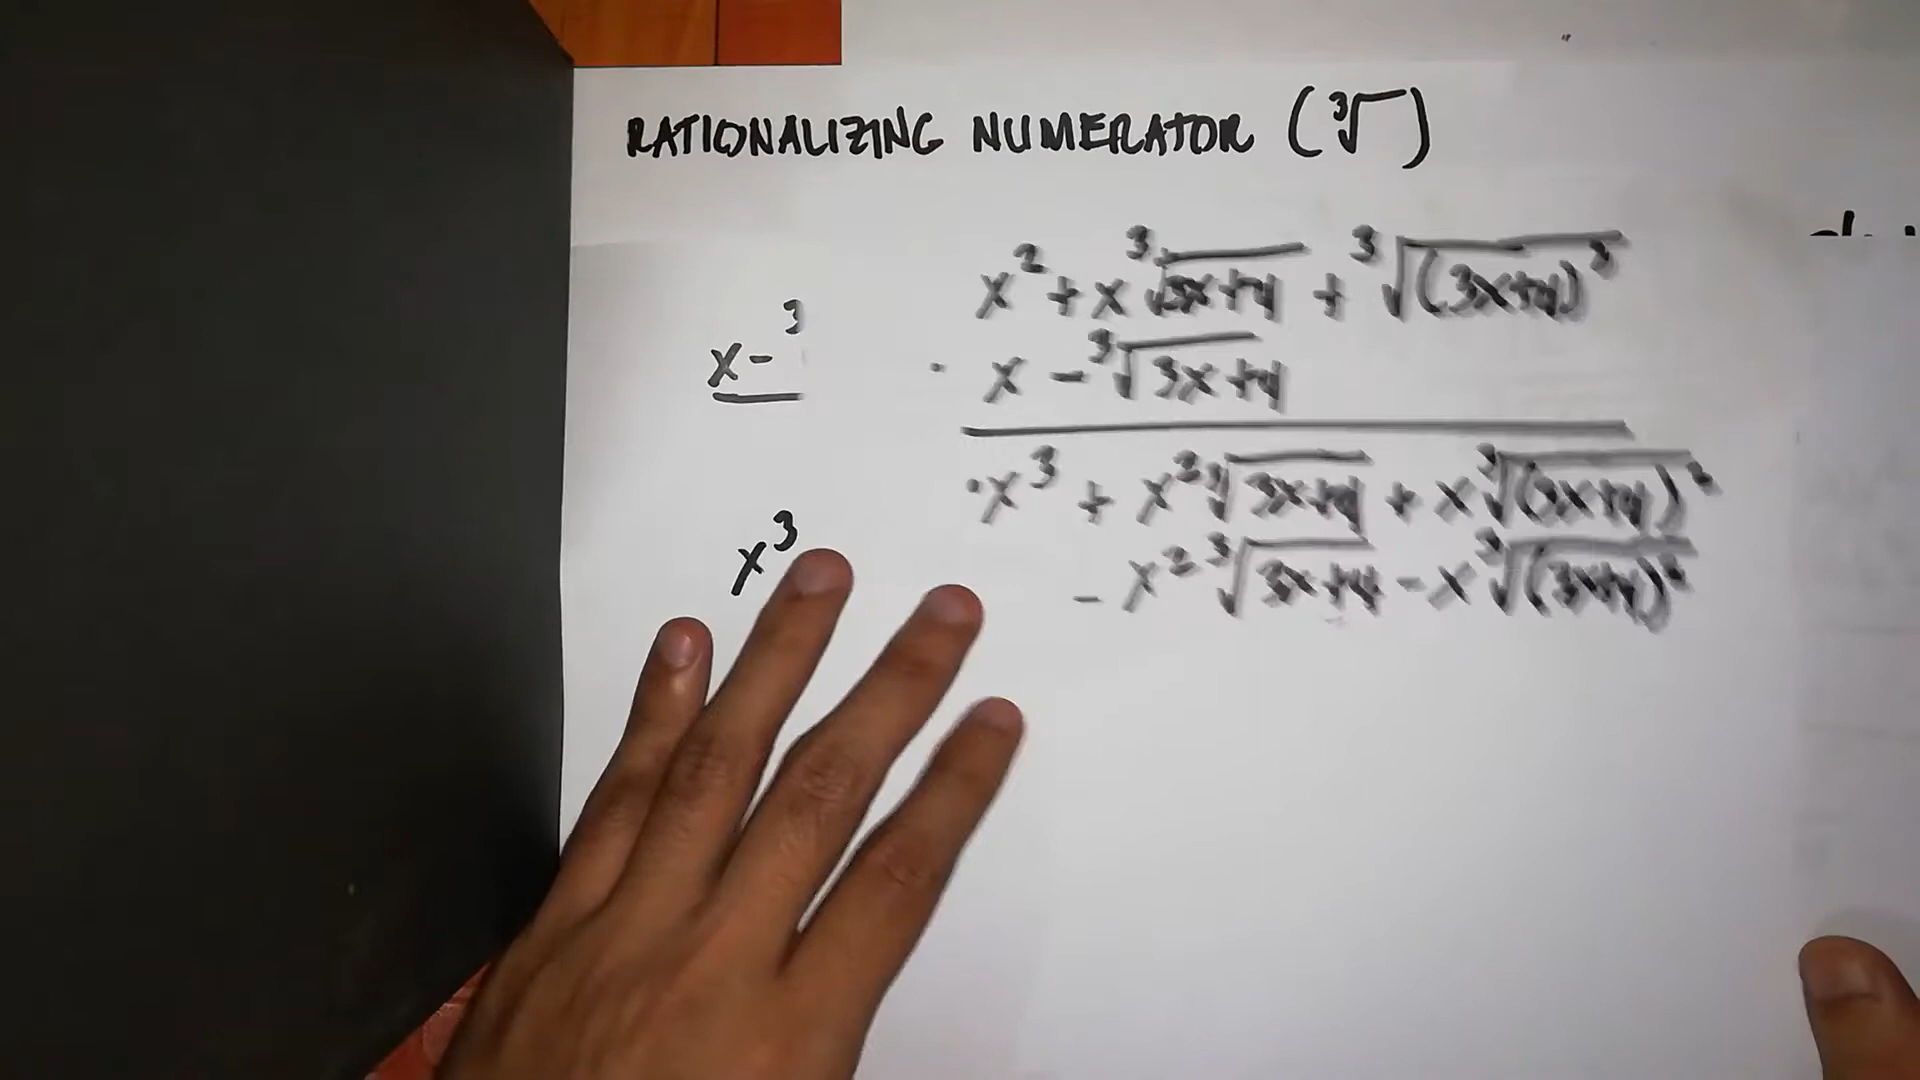 RATIONALIZING NUMERATOR (∛ )
x² + x ∛3x+4 + ∛(3x+4)²
x - 3
· x - ∛3x+4
·x³ + x² ∛3x+4 + x ∛(3x+4)²
- x² ∛3x+4 - x ∛(3x+4)²
x³